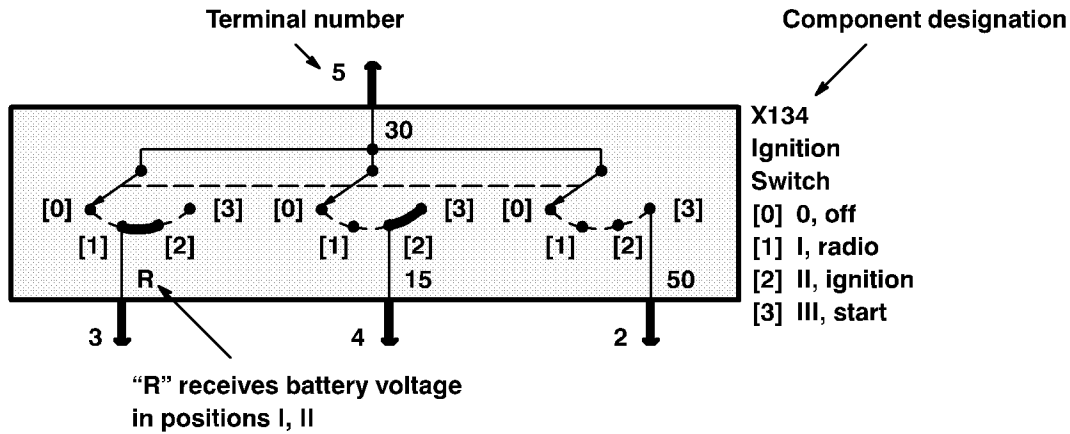 Terminal number
Component designation
5
X134
30
Ignition
Switch
[0] [3] [0] [3] [0] [3]
[0] 0, off
[1] [2] [1] [2] [1] [2]
[1] I, radio
R 15 50
[2] II, ignition
[3] III, start
3 4 2
“R” receives battery voltage
in positions I, II